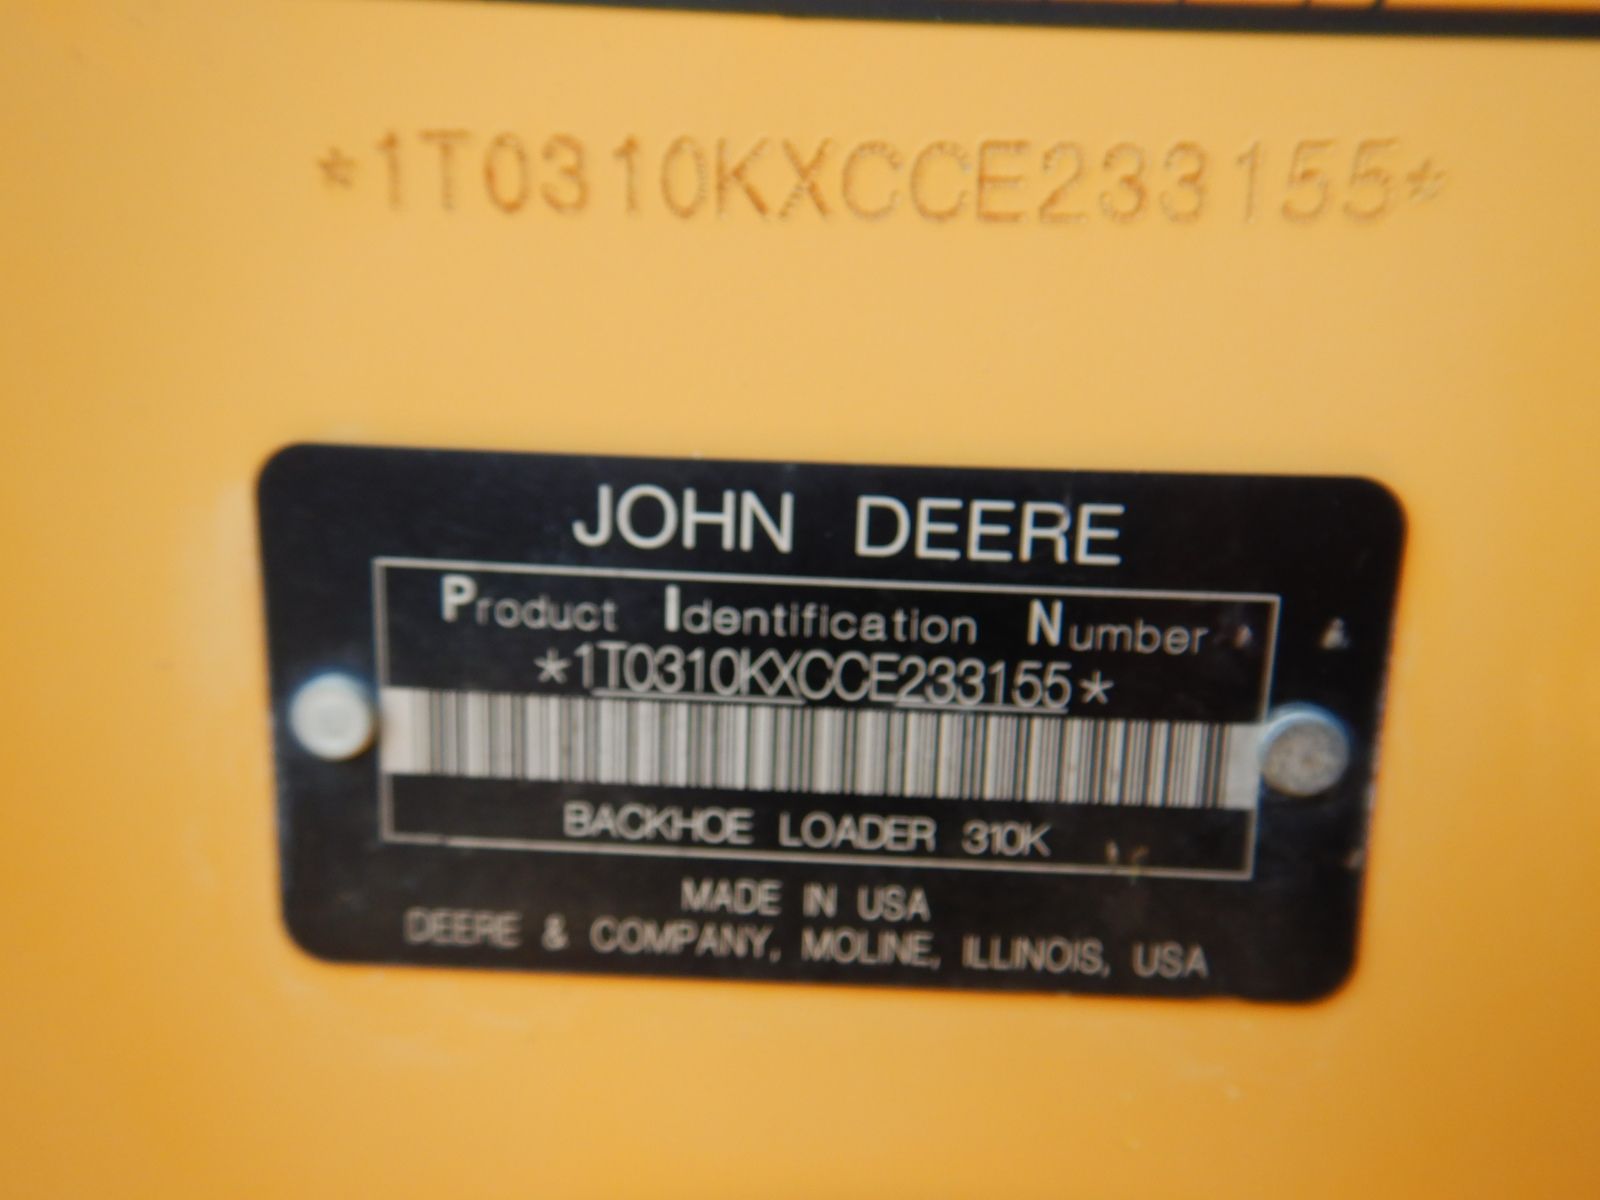 *1T0310KXCCE233155*
JOHN DEERE
Product Identification Number
*1T0310KXCCE233155*
BACKHOE LOADER 310K
MADE IN USA
DEERE & COMPANY, MOLINE, ILLINOIS, USA